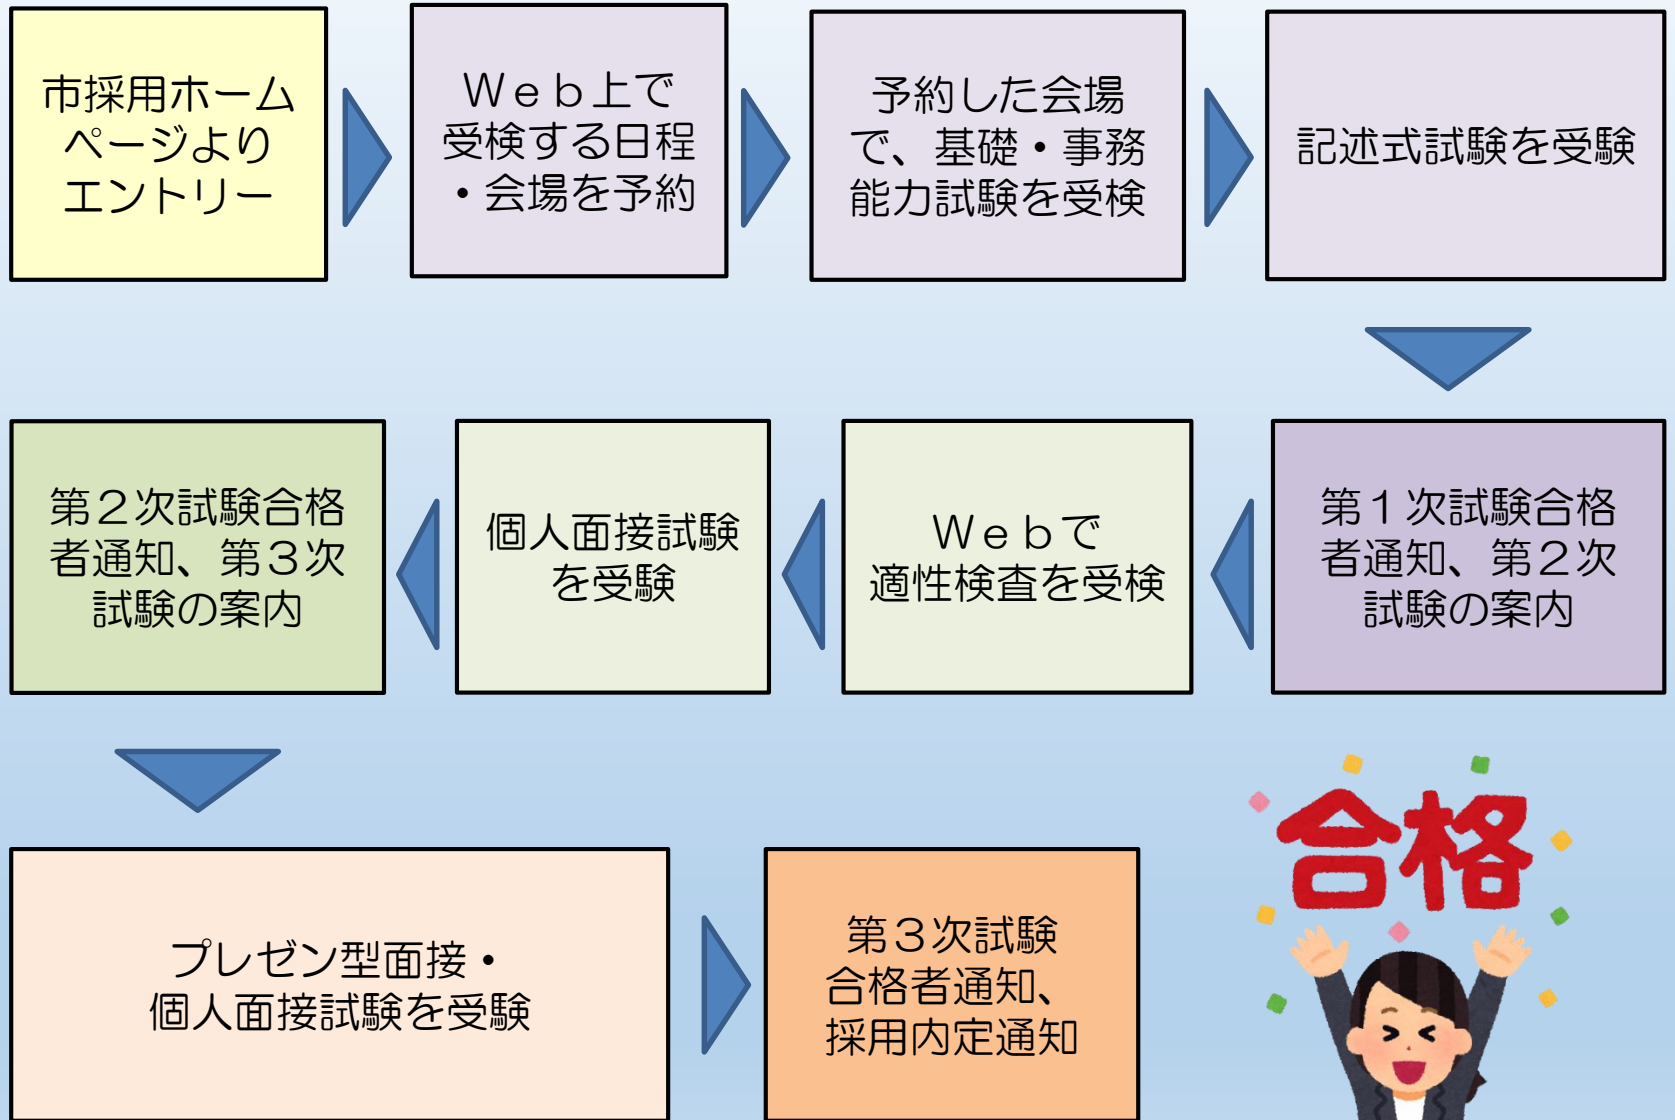 市採用ホーム
ページより
エントリー
Ｗｅｂ上で
受検する日程
・会場を予約
予約した会場
で、基礎・事務
能力試験を受検
記述式試験を受験
第１次試験合格
者通知、第２次
試験の案内
Ｗｅｂで
適性検査を受検
個人面接試験
を受験
第２次試験合格
者通知、第３次
試験の案内
プレゼン型面接・
個人面接試験を受験
第３次試験
合格者通知、
採用内定通知
合格